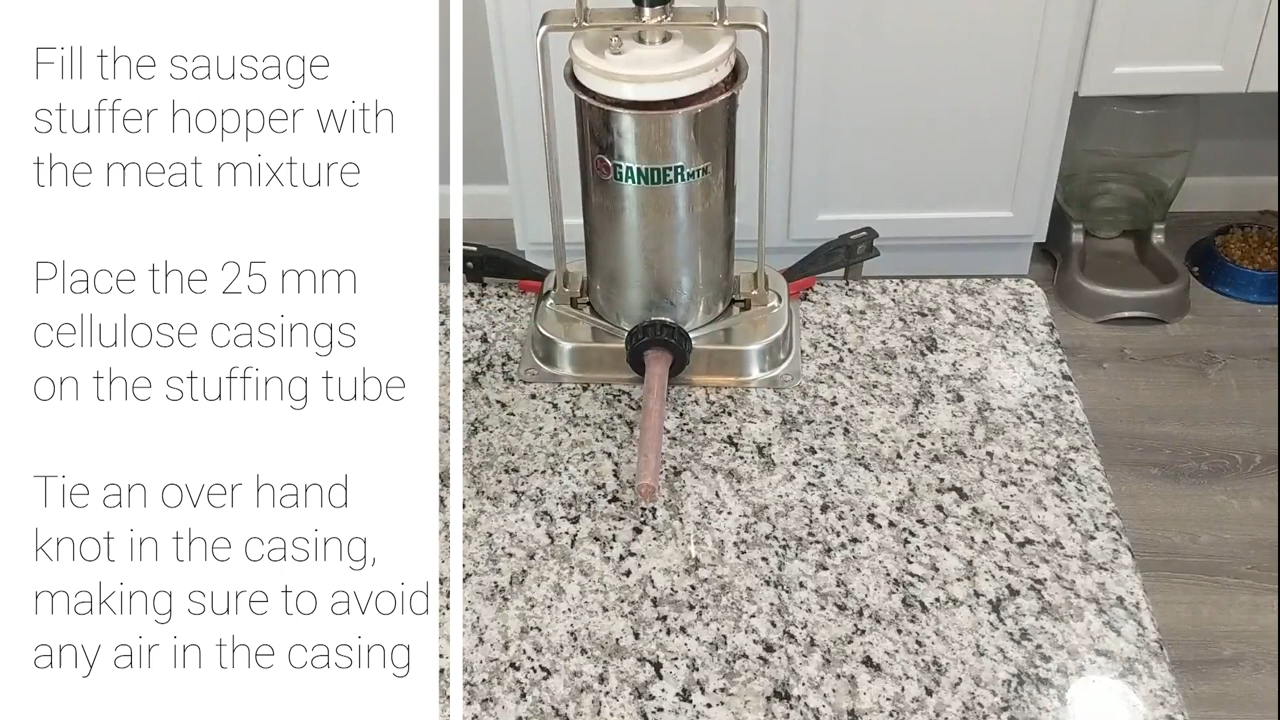 Fill the sausage
stuffer hopper with
the meat mixture
Place the 25 mm
cellulose casings
on the stuffing tube
Tie an over hand
knot in the casing,
making sure to avoid
any air in the casing
GANDER MTN.